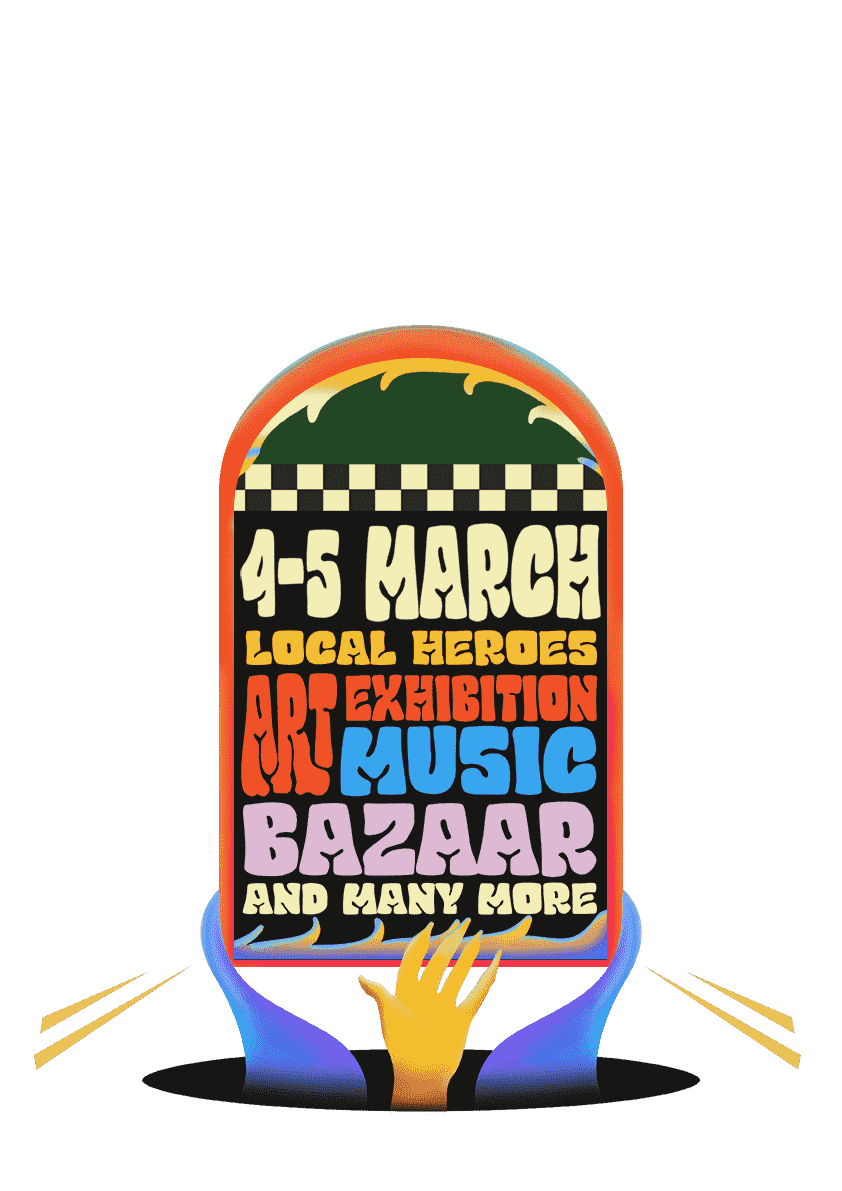 4-5 MARCH
LOCAL HEROES
ART EXHIBITION
MUSIC
BAZAAR
AND MANY MORE